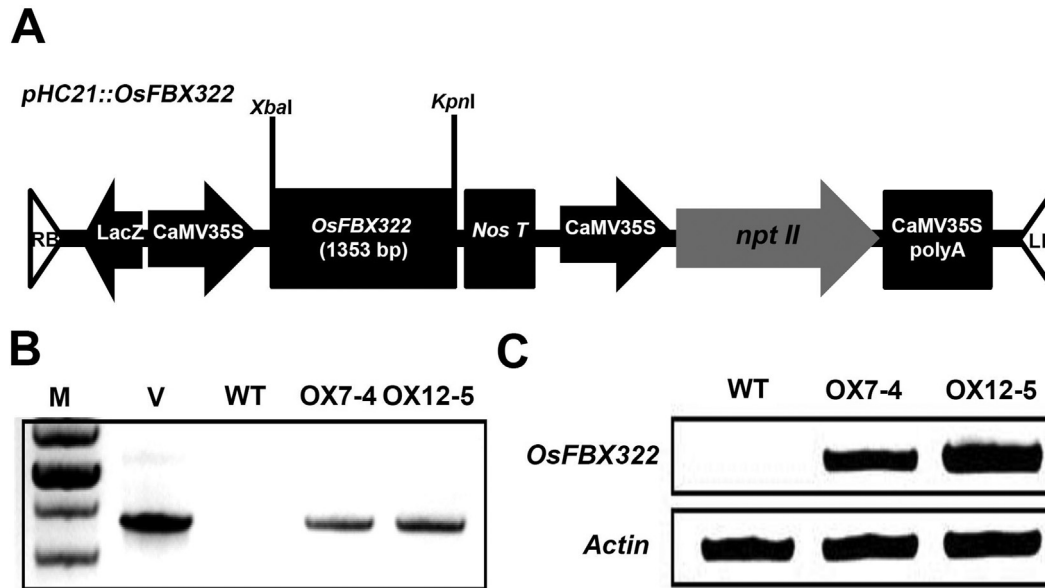 A
pHC21::OsFBX322
XbaI
KpnI
RB
LacZ
CaMV35S
OsFBX322
(1353 bp)
Nos T
CaMV35S
npt II
CaMV35S
polyA
B
M V WT OX7-4 OX12-5
C
WT OX7-4 OX12-5
OsFBX322
Actin